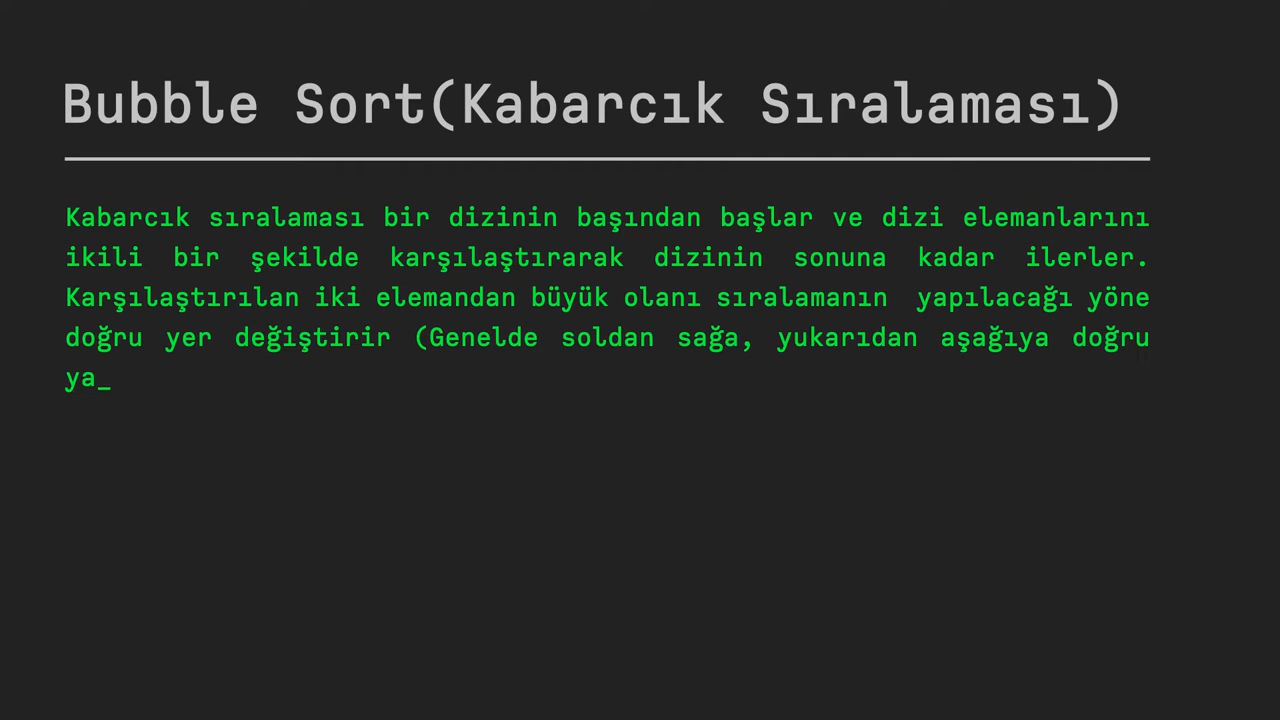 Bubble Sort(Kabarcık Sıralaması)
Kabarcık sıralaması bir dizinin başından başlar ve dizi elemanlarını
ikili bir şekilde karşılaştırarak dizinin sonuna kadar ilerler.
Karşılaştırılan iki elemandan büyük olanı sıralamanın yapılacağı yöne
doğru yer değiştirir (Genelde soldan sağa, yukarıdan aşağıya doğru
ya_